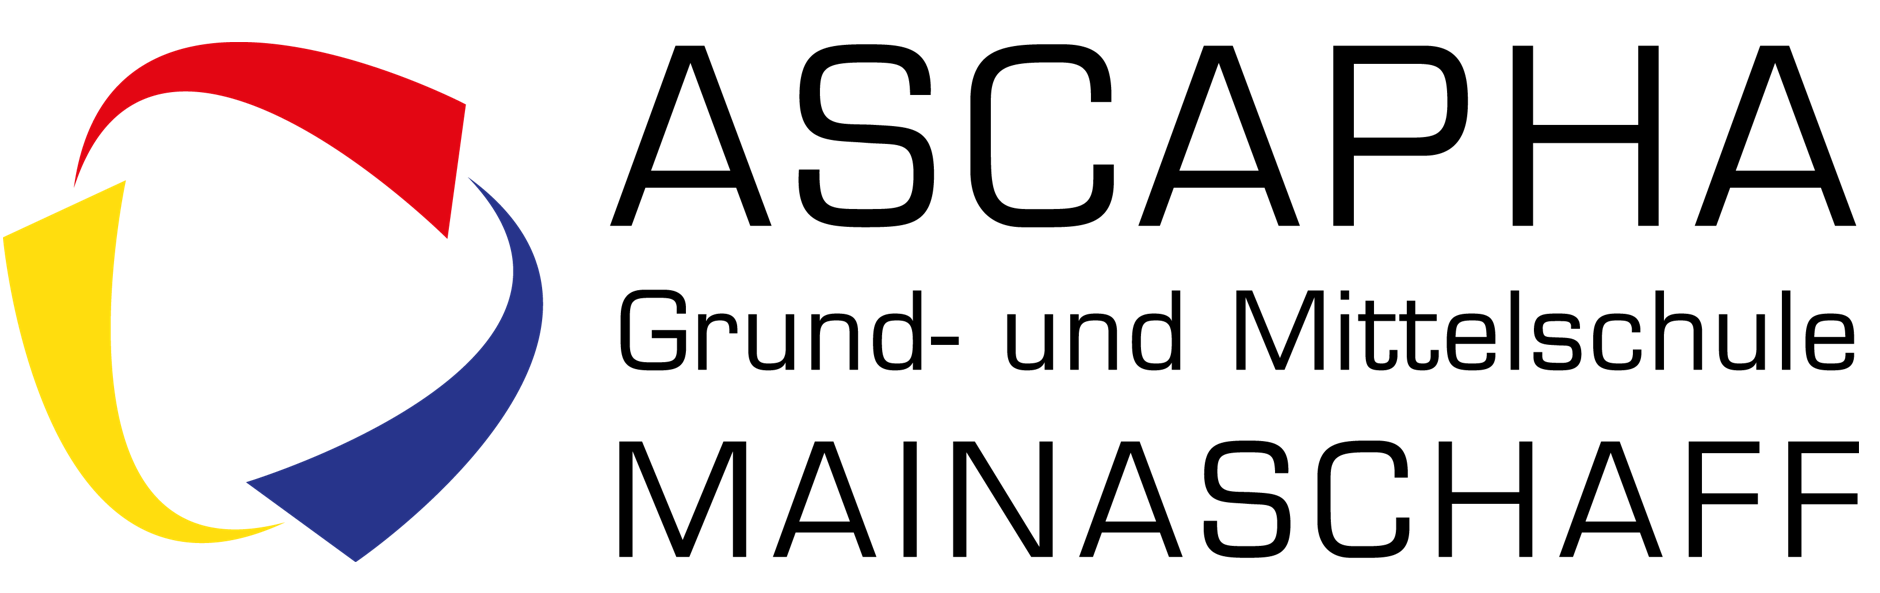 ASCAPHA
Grund- und Mittelschule
MAINASCHAFF